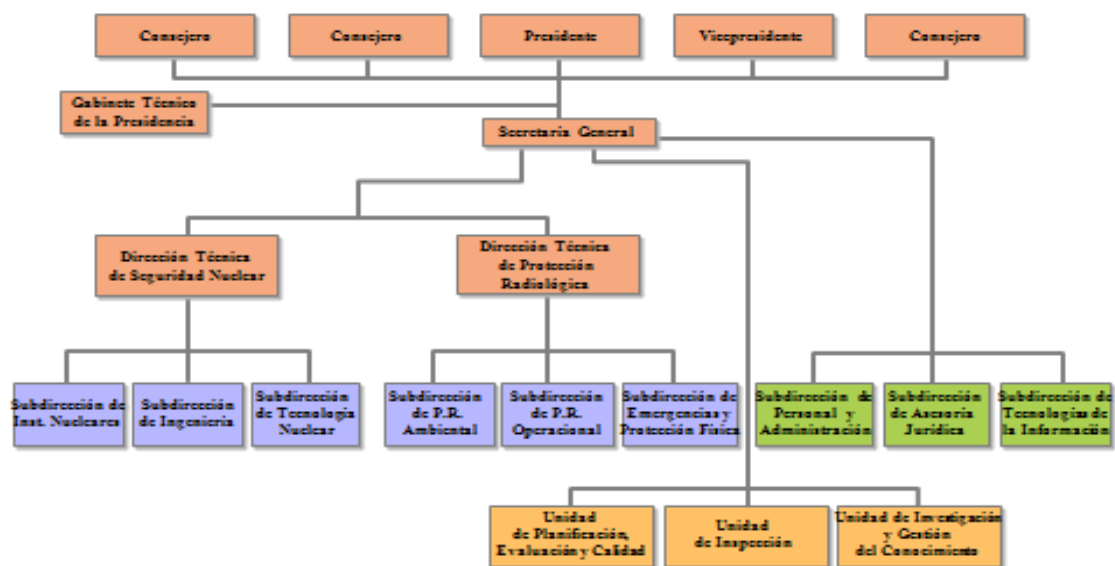 Consejero
Consejero
Presidente
Vicepresidente
Consejero
Gabinete Técnico
de la Presidencia
Secretaría General
Dirección Técnica
de Seguridad Nuclear
Dirección Técnica
de Protección
Radiológica
Subdirección de
Inst. Nucleares
Subdirección
de Ingeniería
Subdirección
de Tecnología
Nuclear
Subdirección
de P.R.
Ambiental
Subdirección
de P.R.
Operacional
Subdirección de
Emergencias y
Protección Física
Subdirección de
Personal y
Administración
Subdirección
de Asesoría
Jurídica
Subdirección de
Tecnologías de
la Información
Unidad
de Planificación,
Evaluación y Calidad
Unidad
de Inspección
Unidad de Investigación
y Gestión
del Conocimiento